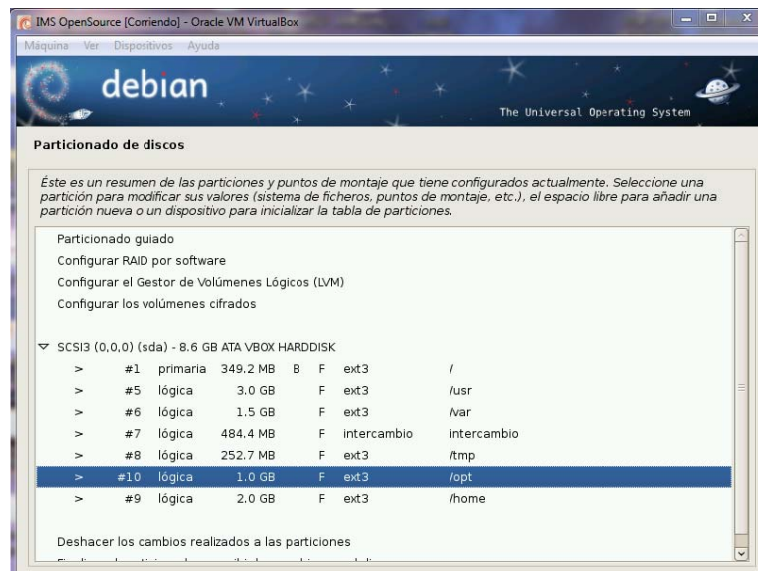 IMS OpenSource [Corriendo] - Oracle VM VirtualBox
Máquina Ver Dispositivos Ayuda
debian
The Universal Operating System
Particionado de discos
Éste es un resumen de las particiones y puntos de montaje que tiene configurados actualmente. Seleccione una
partición para modificar sus valores (sistema de ficheros, puntos de montaje, etc.), el espacio libre para añadir una
partición nueva o un dispositivo para inicializar la tabla de particiones.
Particionado guiado
Configurar RAID por software
Configurar el Gestor de Volúmenes Lógicos (LVM)
Configurar los volúmenes cifrados
SCSI3 (0,0,0) (sda) - 8.6 GB ATA VBOX HARDDISK
> #1 primaria 349.2 MB B F ext3 /
> #5 lógica 3.0 GB F ext3 /usr
> #6 lógica 1.5 GB F ext3 /var
> #7 lógica 484.4 MB F intercambio intercambio
> #8 lógica 252.7 MB F ext3 /tmp
> #10 lógica 1.0 GB F ext3 /opt
> #9 lógica 2.0 GB F ext3 /home
Deshacer los cambios realizados a las particiones